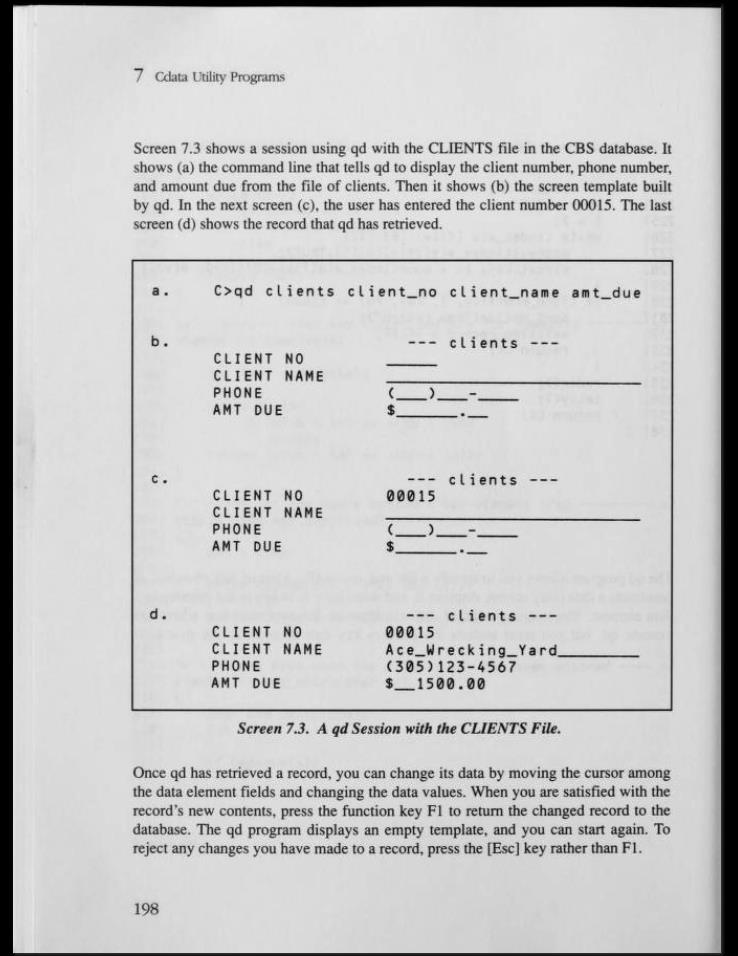 7 Cdata Utility Programs
Screen 7.3 shows a session using qd with the CLIENTS file in the CBS database. It
shows (a) the command line that tells qd to display the client number, phone number,
and amount due from the file of clients. Then it shows (b) the screen template built
by qd. In the next screen (c), the user has entered the client number 00015. The last
screen (d) shows the record that qd has retrieved.
a. C>qd clients client_no client_name amt_due
b. --- clients ---
CLIENT NO _____
CLIENT NAME _________________________
PHONE (___)___-____
AMT DUE $______.__
c. --- clients ---
CLIENT NO 00015
CLIENT NAME _________________________
PHONE (___)___-____
AMT DUE $______.__
d. --- clients ---
CLIENT NO 00015
CLIENT NAME Ace_Wrecking_Yard________
PHONE (305)123-4567
AMT DUE $__1500.00
Screen 7.3. A qd Session with the CLIENTS File.
Once qd has retrieved a record, you can change its data by moving the cursor among
the data element fields and changing the data values. When you are satisfied with the
record's new contents, press the function key F1 to return the changed record to the
database. The qd program displays an empty template, and you can start again. To
reject any changes you have made to a record, press the [Esc] key rather than F1.
198